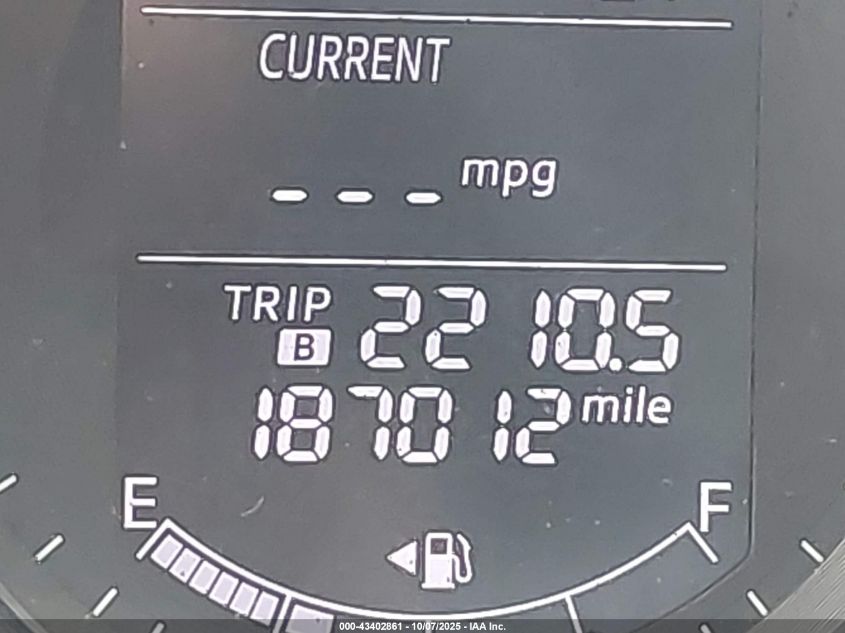 CURRENT
--- mpg
TRIP B 2210.5
187012 mile
E F
000-43402861 - 10/07/2025 - IAA Inc.